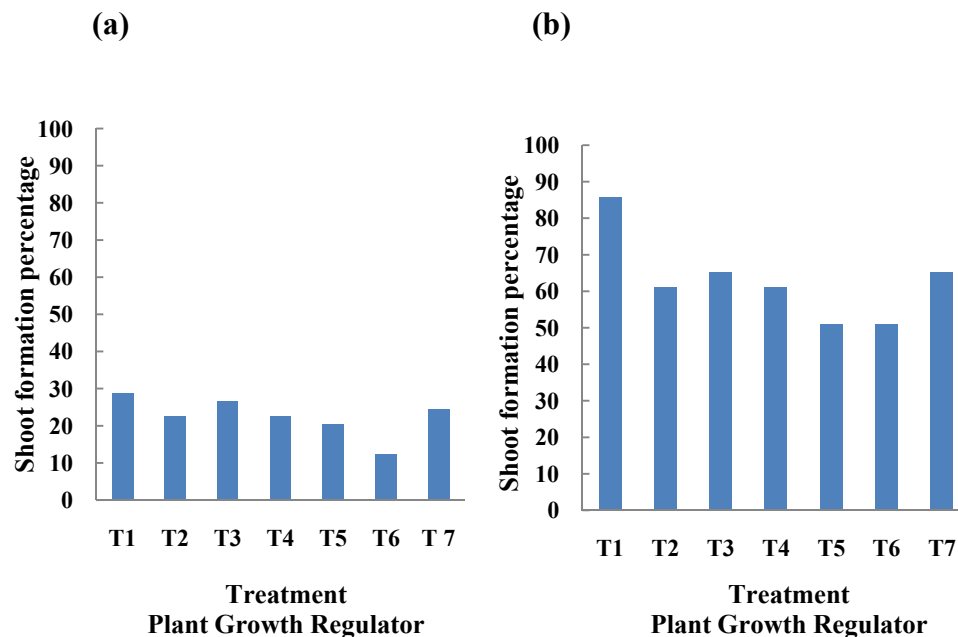 (a)
Shoot formation percentage
100
90
80
70
60
50
40
30
20
10
0
T1 T2 T3 T4 T5 T6 T 7
Treatment
Plant Growth Regulator
(b)
Shoot formation percentage
100
90
80
70
60
50
40
30
20
10
0
T1 T2 T3 T4 T5 T6 T7
Treatment
Plant Growth Regulator